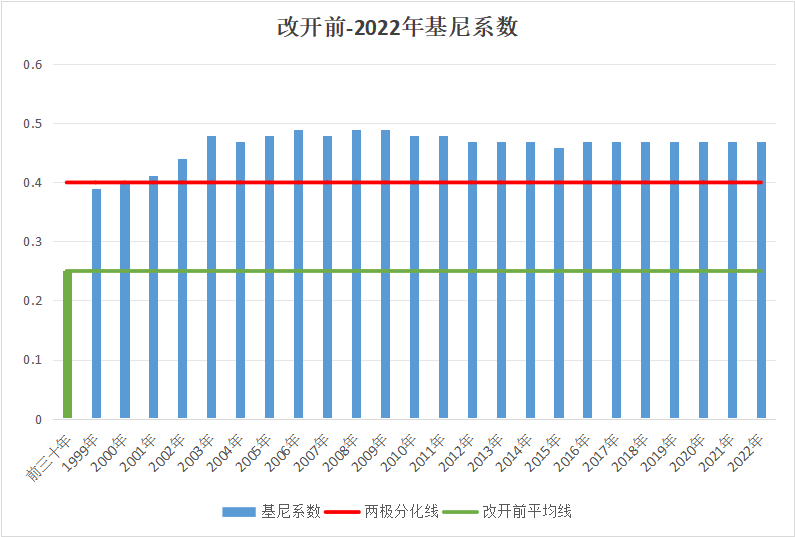 改开前-2022年基尼系数
0.6
0.5
0.4
0.3
0.2
0.1
0
前三十年
1999年
2000年
2001年
2002年
2003年
2004年
2005年
2006年
2007年
2008年
2009年
2010年
2011年
2012年
2013年
2014年
2015年
2016年
2017年
2018年
2019年
2020年
2021年
2022年
基尼系数 两极分化线 改开前平均线